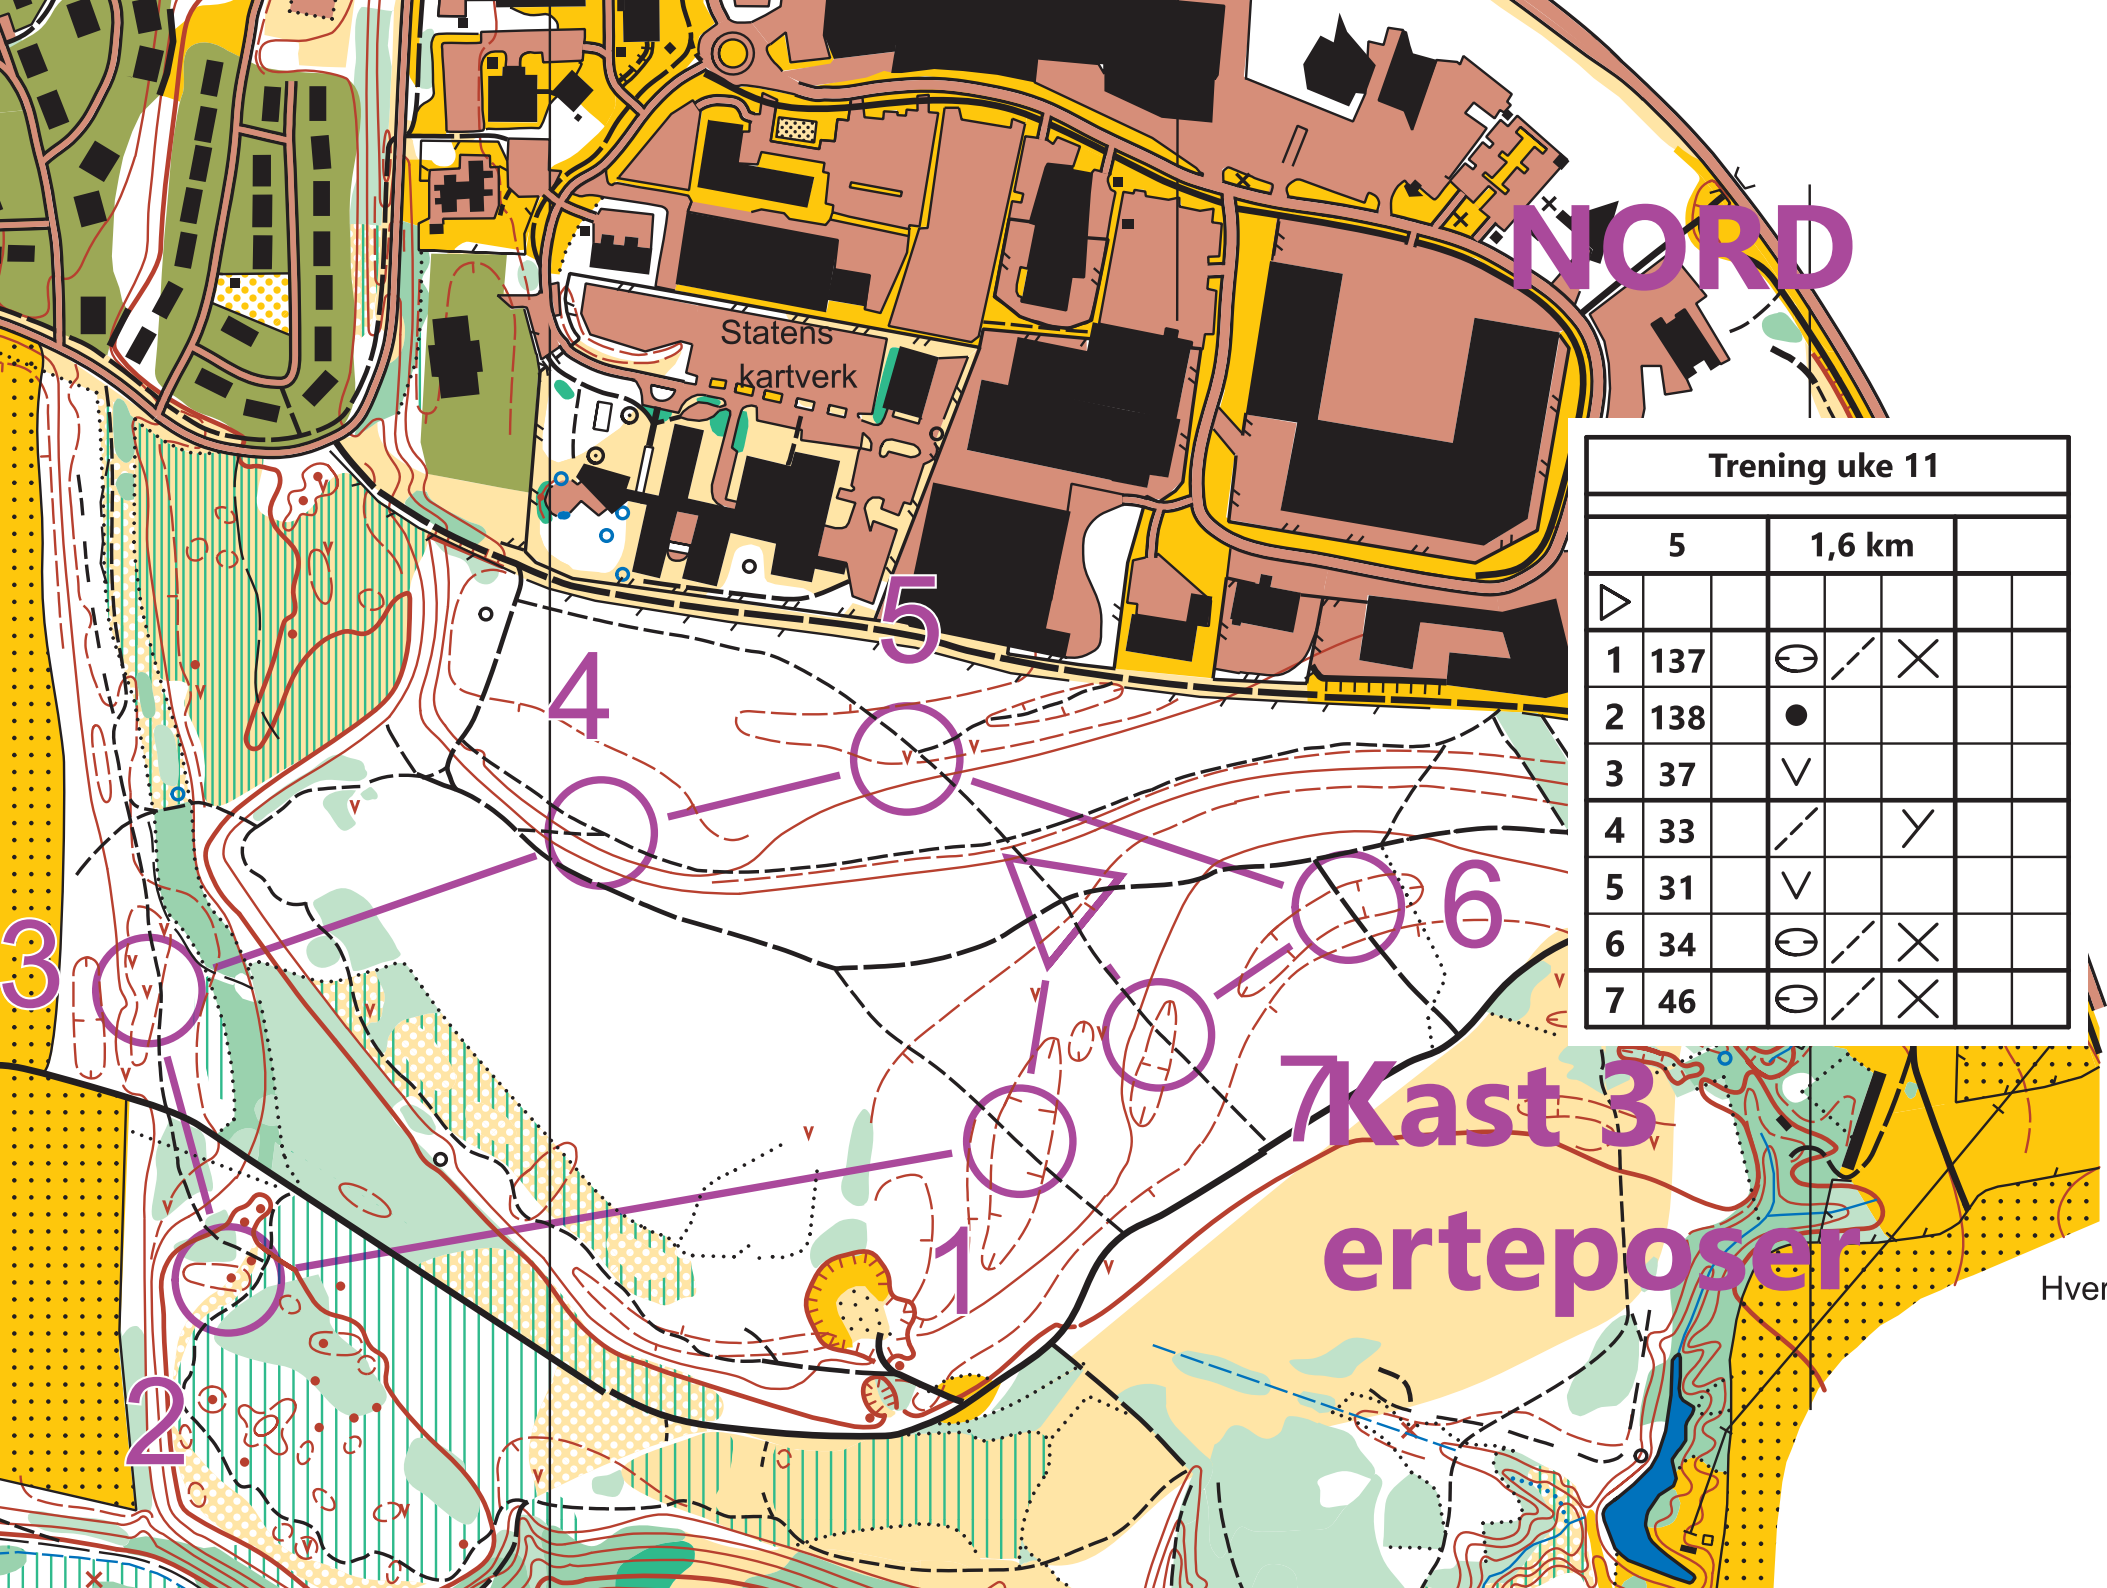 NORD
Statens
kartverk
Trening uke 11
5 1,6 km
1 137
2 138
3 37
4 33
5 31
6 34
7 46
5
4
6
3
7
Kast 3
erteposer
1
2
Hver